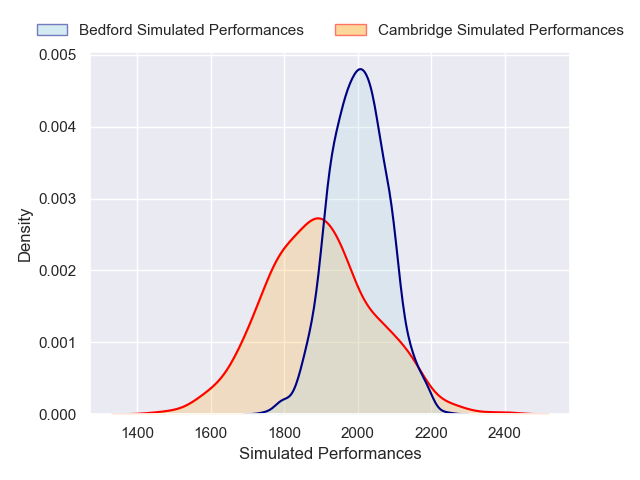 Bedford Simulated Performances Cambridge Simulated Performances
0.005
0.004
0.003
0.002
0.001
0.000
Density
1400 1600 1800 2000 2200 2400
Simulated Performances